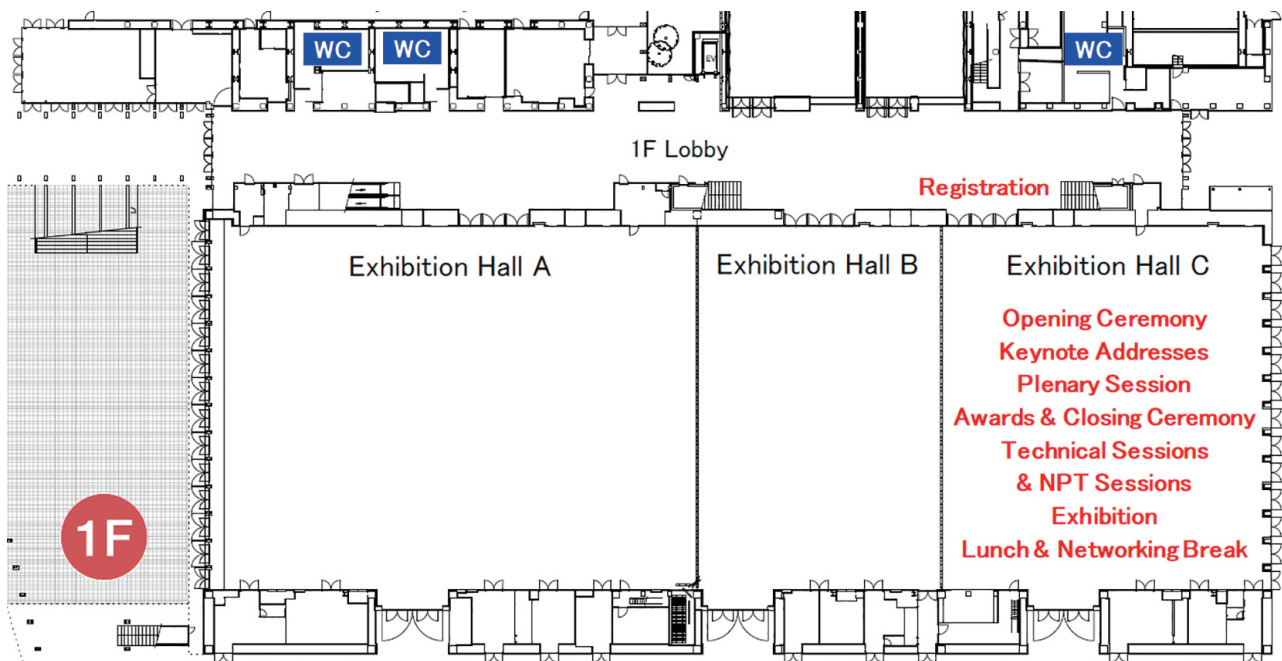 WC
WC
EV
WC
1F Lobby
Registration
Exhibition Hall A
Exhibition Hall B
Exhibition Hall C
Opening Ceremony
Keynote Addresses
Plenary Session
Awards & Closing Ceremony
Technical Sessions
& NPT Sessions
Exhibition
Lunch & Networking Break
1F